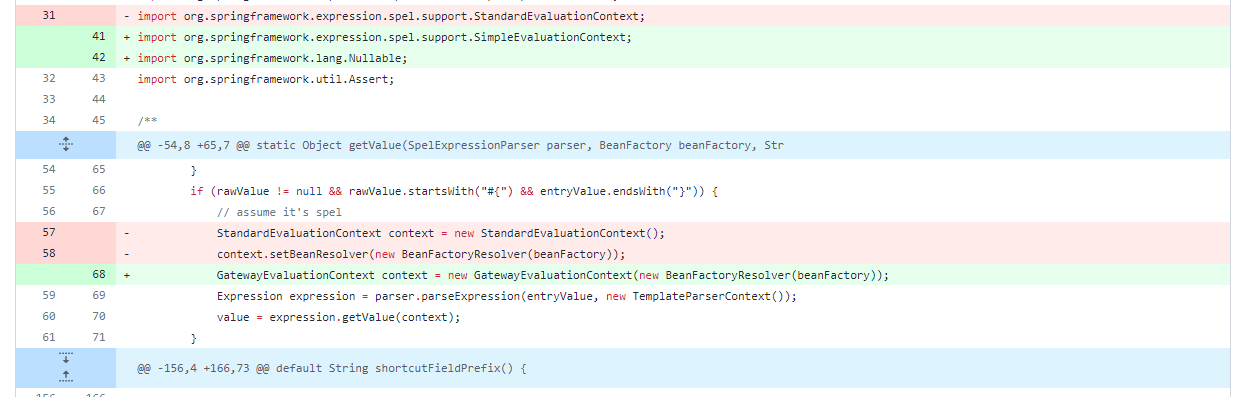 31 - import org.springframework.expression.spel.support.StandardEvaluationContext;
41 + import org.springframework.expression.spel.support.SimpleEvaluationContext;
42 + import org.springframework.lang.Nullable;
32 43 import org.springframework.util.Assert;
33 44
34 45 /**
@@ -54,8 +65,7 @@ static Object getValue(SpelExpressionParser parser, BeanFactory beanFactory, Str
54 65 }
55 66 if (rawValue != null && rawValue.startsWith("#{") && entryValue.endsWith("}")) {
56 67 // assume it's spel
57 - StandardEvaluationContext context = new StandardEvaluationContext();
58 - context.setBeanResolver(new BeanFactoryResolver(beanFactory));
68 + GatewayEvaluationContext context = new GatewayEvaluationContext(new BeanFactoryResolver(beanFactory));
59 69 Expression expression = parser.parseExpression(entryValue, new TemplateParserContext());
60 70 value = expression.getValue(context);
61 71 }
@@ -156,4 +166,73 @@ default String shortcutFieldPrefix() {
156 166